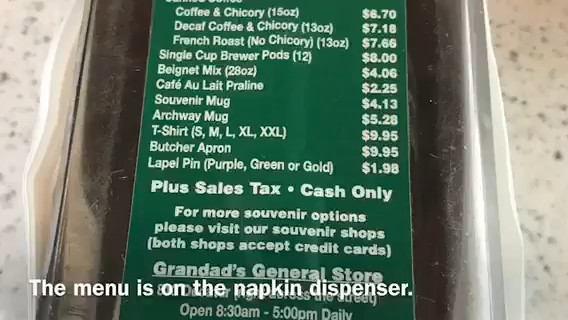 Coffee & Chicory (15oz) $6.70
Decaf Coffee & Chicory (13oz) $7.18
French Roast (No Chicory) (13oz) $7.66
Single Cup Brewer Pods (12) $8.00
Beignet Mix (28oz) $4.06
Café Au Lait Praline $2.25
Souvenir Mug $4.13
Archway Mug $5.28
T-Shirt (S, M, L, XL, XXL) $9.95
Butcher Apron $9.95
Lapel Pin (Purple, Green or Gold) $1.98
Plus Sales Tax • Cash Only
For more souvenir options
please visit our souvenir shops
(both shops accept credit cards)
Grandad's General Store
The menu is on the napkin dispenser.
street)
Open 8:30am - 5:00pm Daily